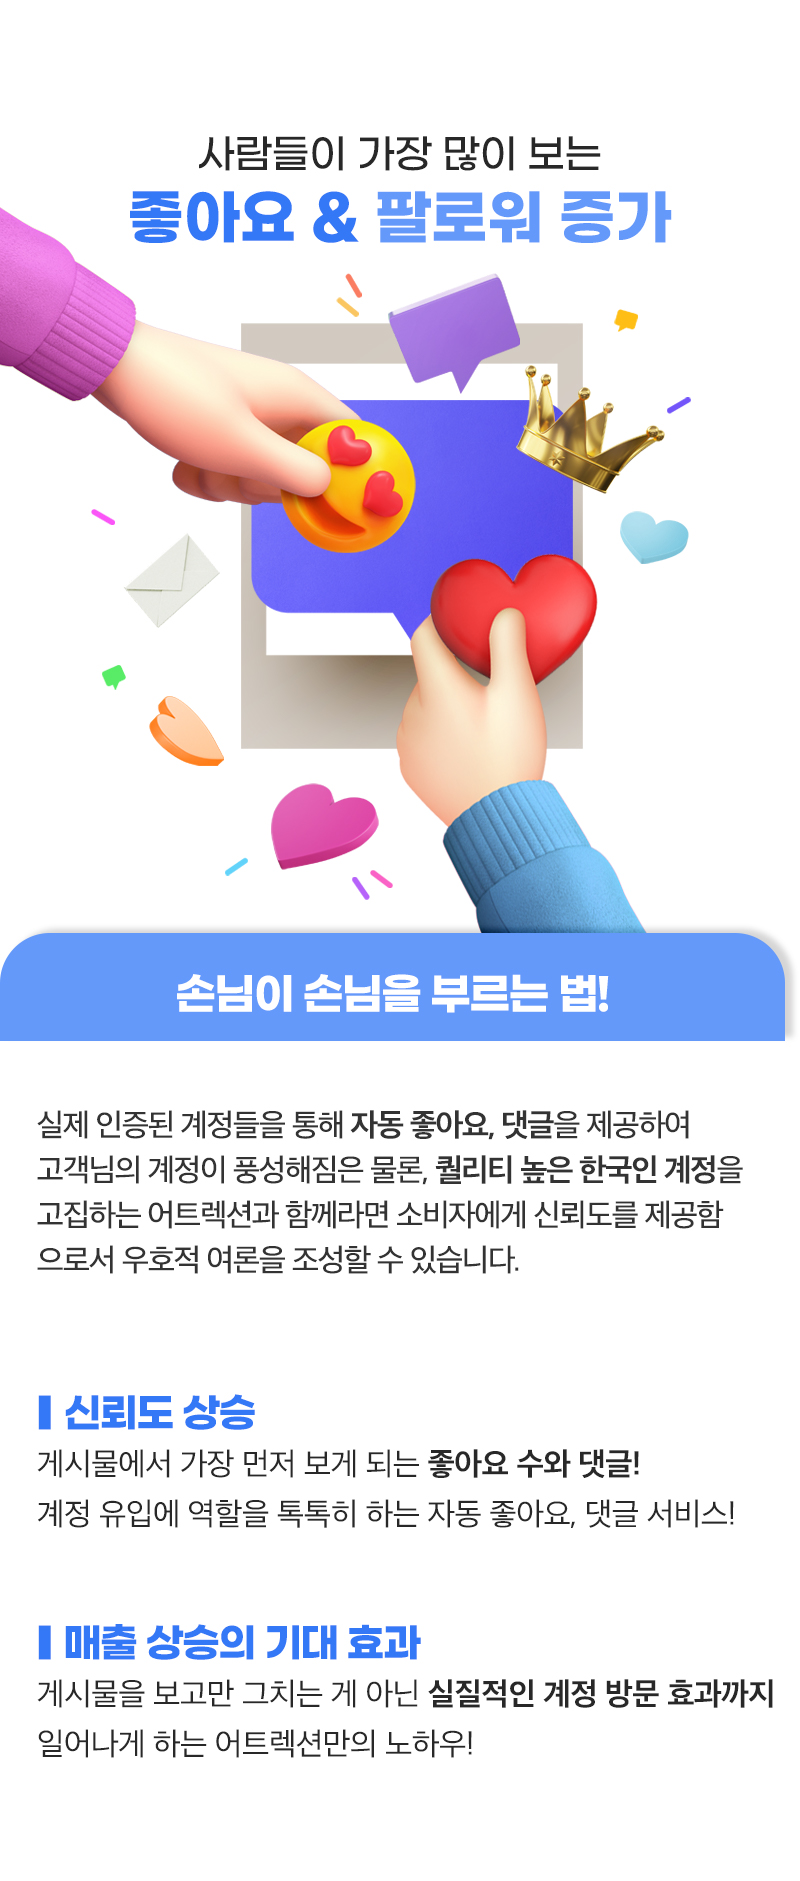 사람들이 가장 많이 보는
좋아요 & 팔로워 증가
손님이 손님을 부르는 법!
실제 인증된 계정들을 통해 자동 좋아요, 댓글을 제공하여
고객님의 계정이 풍성해짐은 물론, 퀄리티 높은 한국인 계정을
고집하는 어트렉션과 함께라면 소비자에게 신뢰도를 제공함
으로서 우호적 여론을 조성할 수 있습니다.
신뢰도 상승
게시물에서 가장 먼저 보게 되는 좋아요 수와 댓글!
계정 유입에 역할을 톡톡히 하는 자동 좋아요, 댓글 서비스!
매출 상승의 기대 효과
게시물을 보고만 그치는 게 아닌 실질적인 계정 방문 효과까지
일어나게 하는 어트렉션만의 노하우!